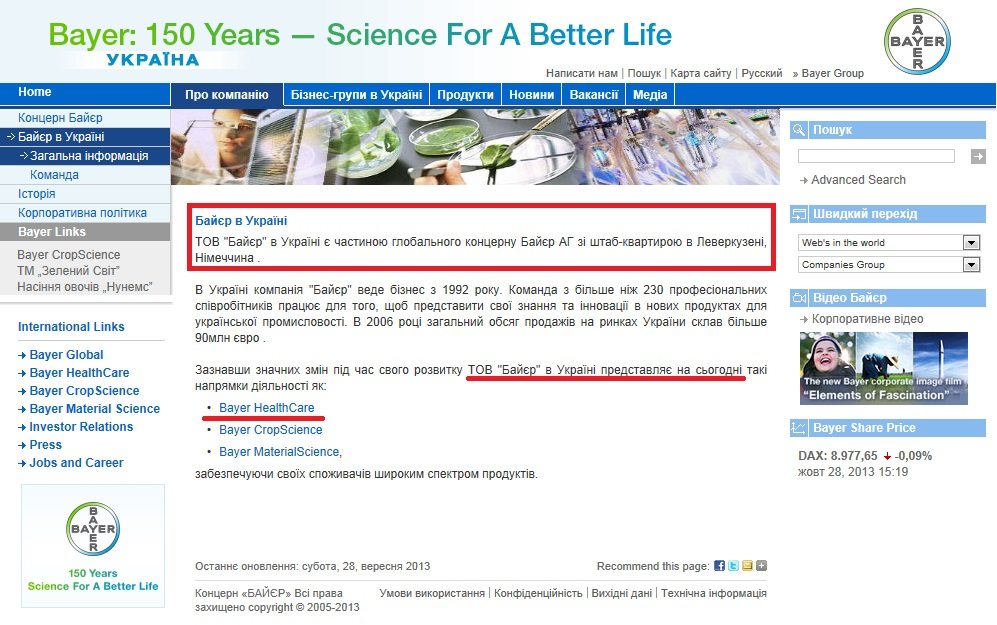 Bayer: 150 Years — Science For A Better Life
УКРАЇНА
BAYER
BAYER
Написати нам | Пошук | Карта сайту | Русский » Bayer Group
Home
Про компанію
Бізнес-групи в Україні
Продукти
Новини
Вакансії
Медіа
Концерн Байєр
Байєр в Україні
Загальна інформація
Команда
Історія
Корпоративна політика
Bayer Links
Bayer CropScience
ТМ „Зелений Світ”
Насіння овочів „Нунемс”
International Links
Bayer Global
Bayer HealthCare
Bayer CropScience
Bayer Material Science
Investor Relations
Press
Jobs and Career
BAYER
BAYER
150 Years
Science For A Better Life
Байєр в Україні
ТОВ "Байєр" в Україні є частиною глобального концерну Байєр АГ зі штаб-квартирою в Леверкузені,
Німеччина .
В Україні компанія "Байєр" веде бізнес з 1992 року. Команда з більше ніж 230 професіональних
співробітників працює для того, щоб представити свої знання та інновації в нових продуктах для
української промисловості. В 2006 році загальний обсяг продажів на ринках України склав більше
90млн євро .
Зазнавши значних змін під час свого розвитку ТОВ "Байєр" в Україні представляє на сьогодні такі
напрямки діяльності як:
• Bayer HealthCare
• Bayer CropScience
• Bayer MaterialScience,
забезпечуючи своїх споживачів широким спектром продуктів.
Останнє оновлення: субота, 28, вересня 2013
Recommend this page:
Концерн «БАЙЄР» Всі права
захищено copyright © 2005-2013
Умови використання | Конфіденційність | Вихідні дані | Технічна інформація
Пошук
Advanced Search
Швидкий перехід
Web's in the world
Companies Group
Відео Байєр
Корпоративне відео
The new Bayer corporate image film
“Elements of Fascination”
Bayer Share Price
DAX: 8.977,65 -0,09%
жовт 28, 2013 15:19